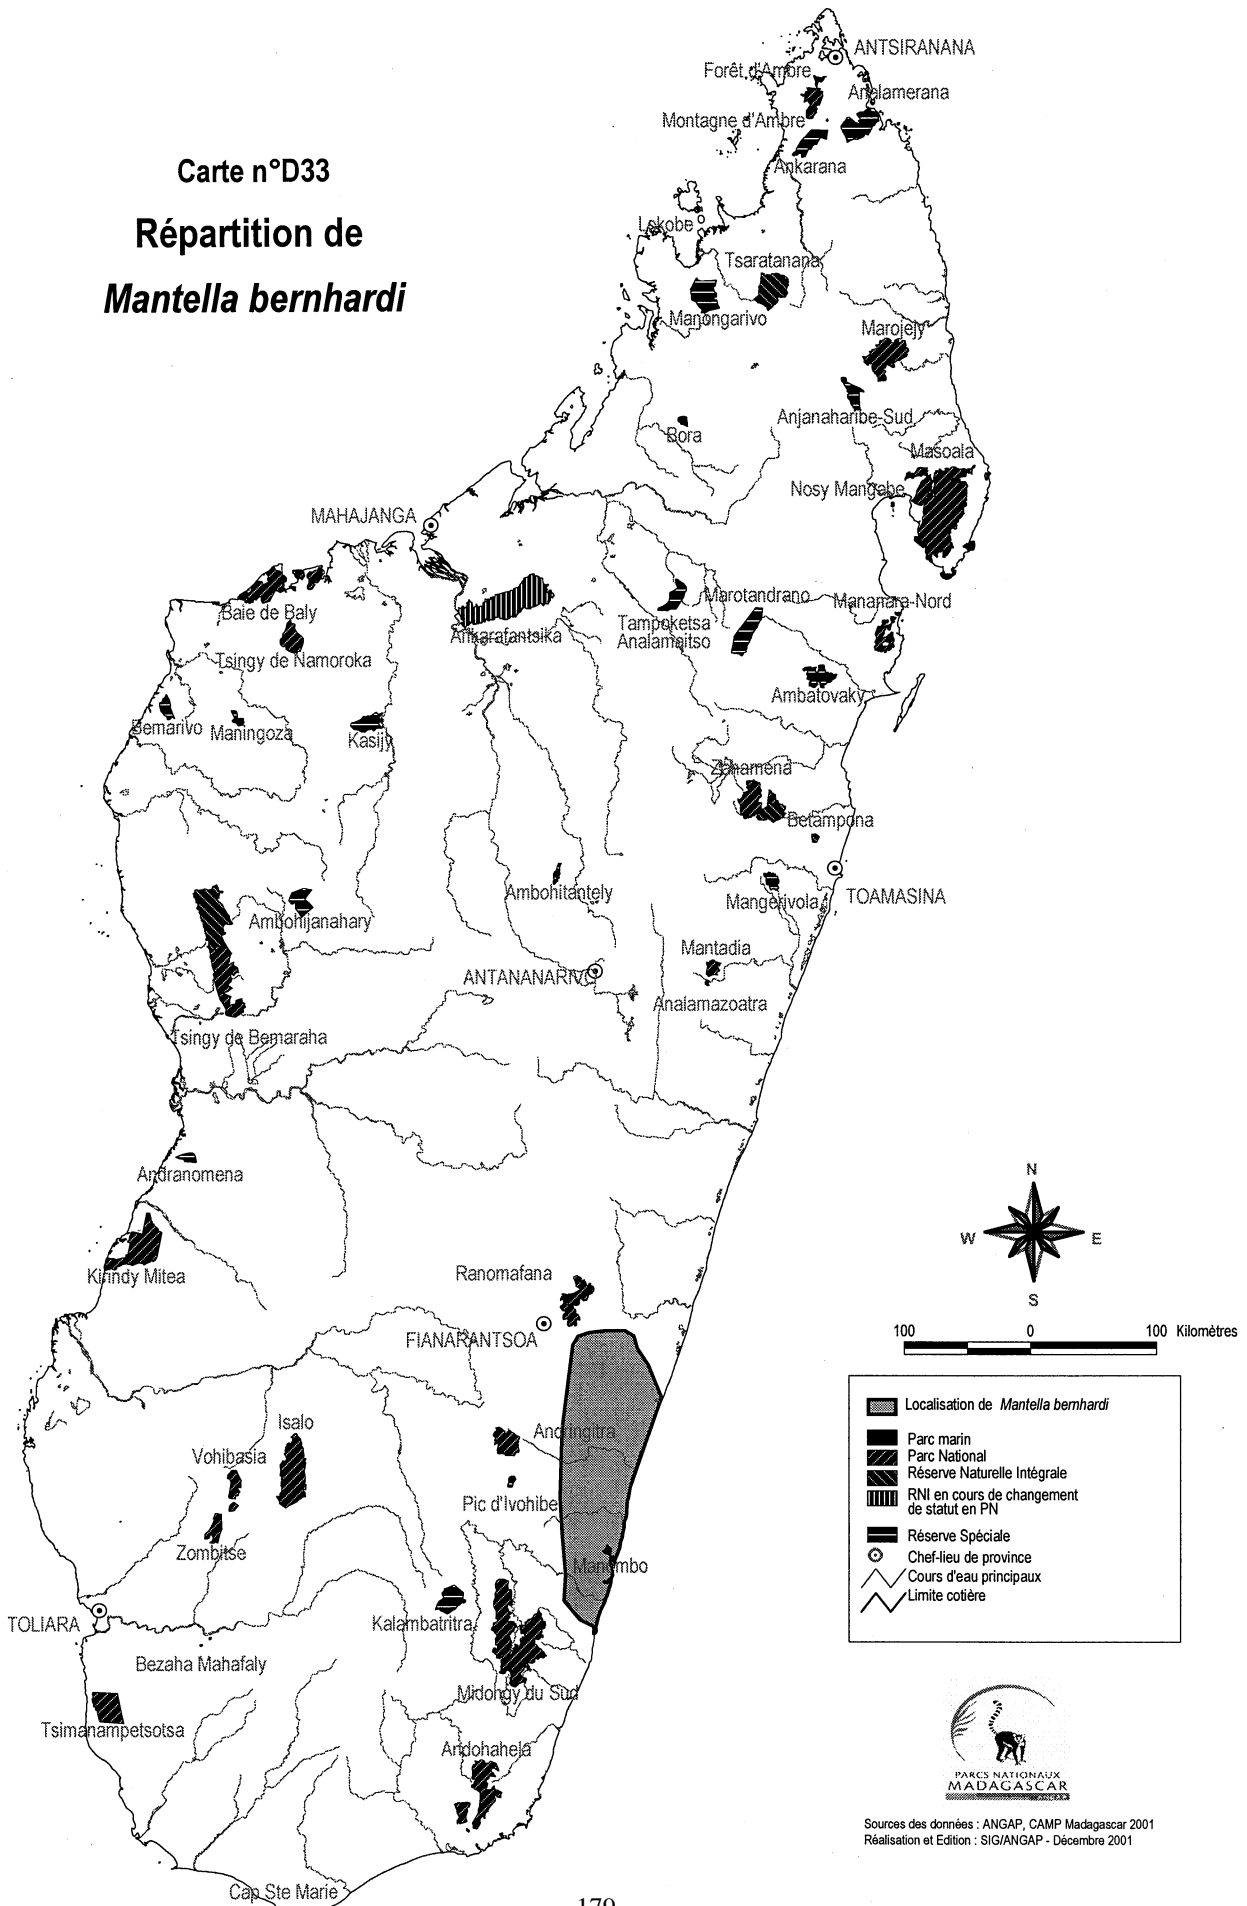 Carte n°D33
Répartition de
Mantella bernhardi
ANTSIRANANA
Forêt d'Ambre
Analamerana
Montagne d'Ambre
Ankarana
Lokobe
Tsaratanana
Manongarivo
Marojejy
Anjanaharibe-Sud
Bora
Masoala
Nosy Mangabe
MAHAJANGA
Baie de Baly
Ankarafantsika
Marotandrano
Mananara-Nord
Tampoketsa
Analamaitso
Tsingy de Namoroka
Ambatovaky
Bemarivo
Maningoza
Kasijy
Zahamena
Betampona
Ambohitantely
Mangerivola
TOAMASINA
Ambohijanahary
Mantadia
ANTANANARIVO
Analamazoatra
Tsingy de Bemaraha
Andranomena
N
W
E
S
Kirindy Mitea
Ranomafana
FIANARANTSOA
100 0 100 Kilomètres
Localisation de Mantella bernhardi
Parc marin
Parc National
Réserve Naturelle Intégrale
RNI en cours de changement
de statut en PN
Réserve Spéciale
Chef-lieu de province
Cours d'eau principaux
Limite cotière
Isalo
Andringitra
Vohibasia
Pic d'Ivohibe
Zombitse
Manombo
TOLIARA
Kalambatritra
Bezaha Mahafaly
Midongy du Sud
Tsimanampetsotsa
Andohahela
Cap Ste Marie
PARCS NATIONAUX
MADAGASCAR
ANGAP
Sources des données : ANGAP, CAMP Madagascar 2001
Réalisation et Edition : SIG/ANGAP - Décembre 2001
179